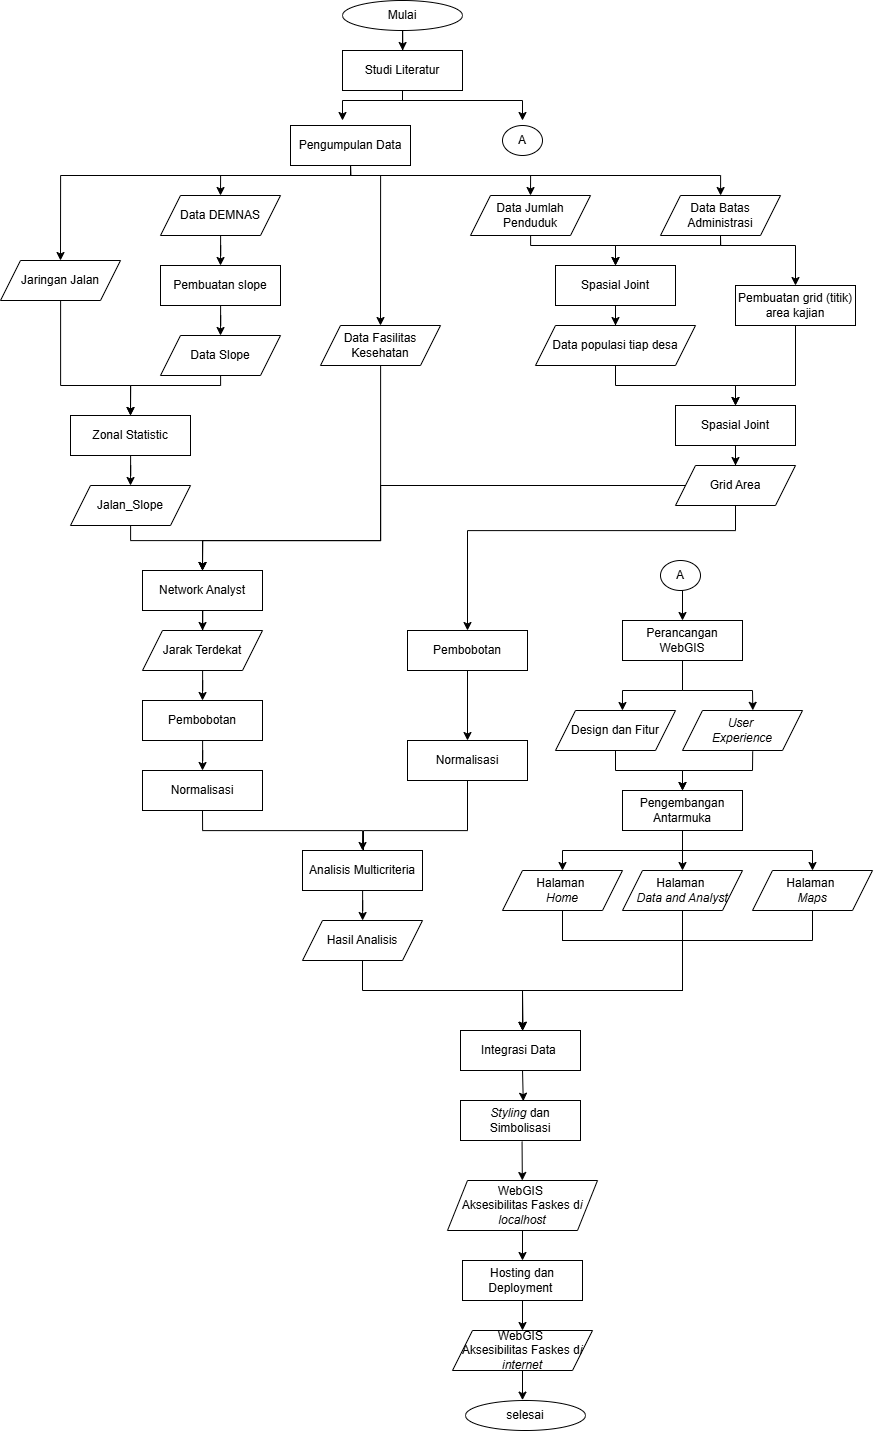 Mulai
Studi Literatur
Pengumpulan Data
A
Data DEMNAS
Data Jumlah
Penduduk
Data Batas
Administrasi
Jaringan Jalan
Pembuatan slope
Spasial Joint
Pembuatan grid (titik)
area kajian
Data Slope
Data Fasilitas
Kesehatan
Data populasi tiap desa
Zonal Statistic
Spasial Joint
Jalan_Slope
Grid Area
Network Analyst
A
Jarak Terdekat
Pembobotan
Perancangan
WebGIS
Pembobotan
Design dan Fitur
User
Experience
Normalisasi
Normalisasi
Pengembangan
Antarmuka
Analisis Multicriteria
Halaman
Home
Halaman
Data and Analyst
Halaman
Maps
Hasil Analisis
Integrasi Data
Styling dan
Simbolisasi
WebGIS
Aksesibilitas Faskes di
localhost
Hosting dan
Deployment
WebGIS
Aksesibilitas Faskes di
internet
selesai